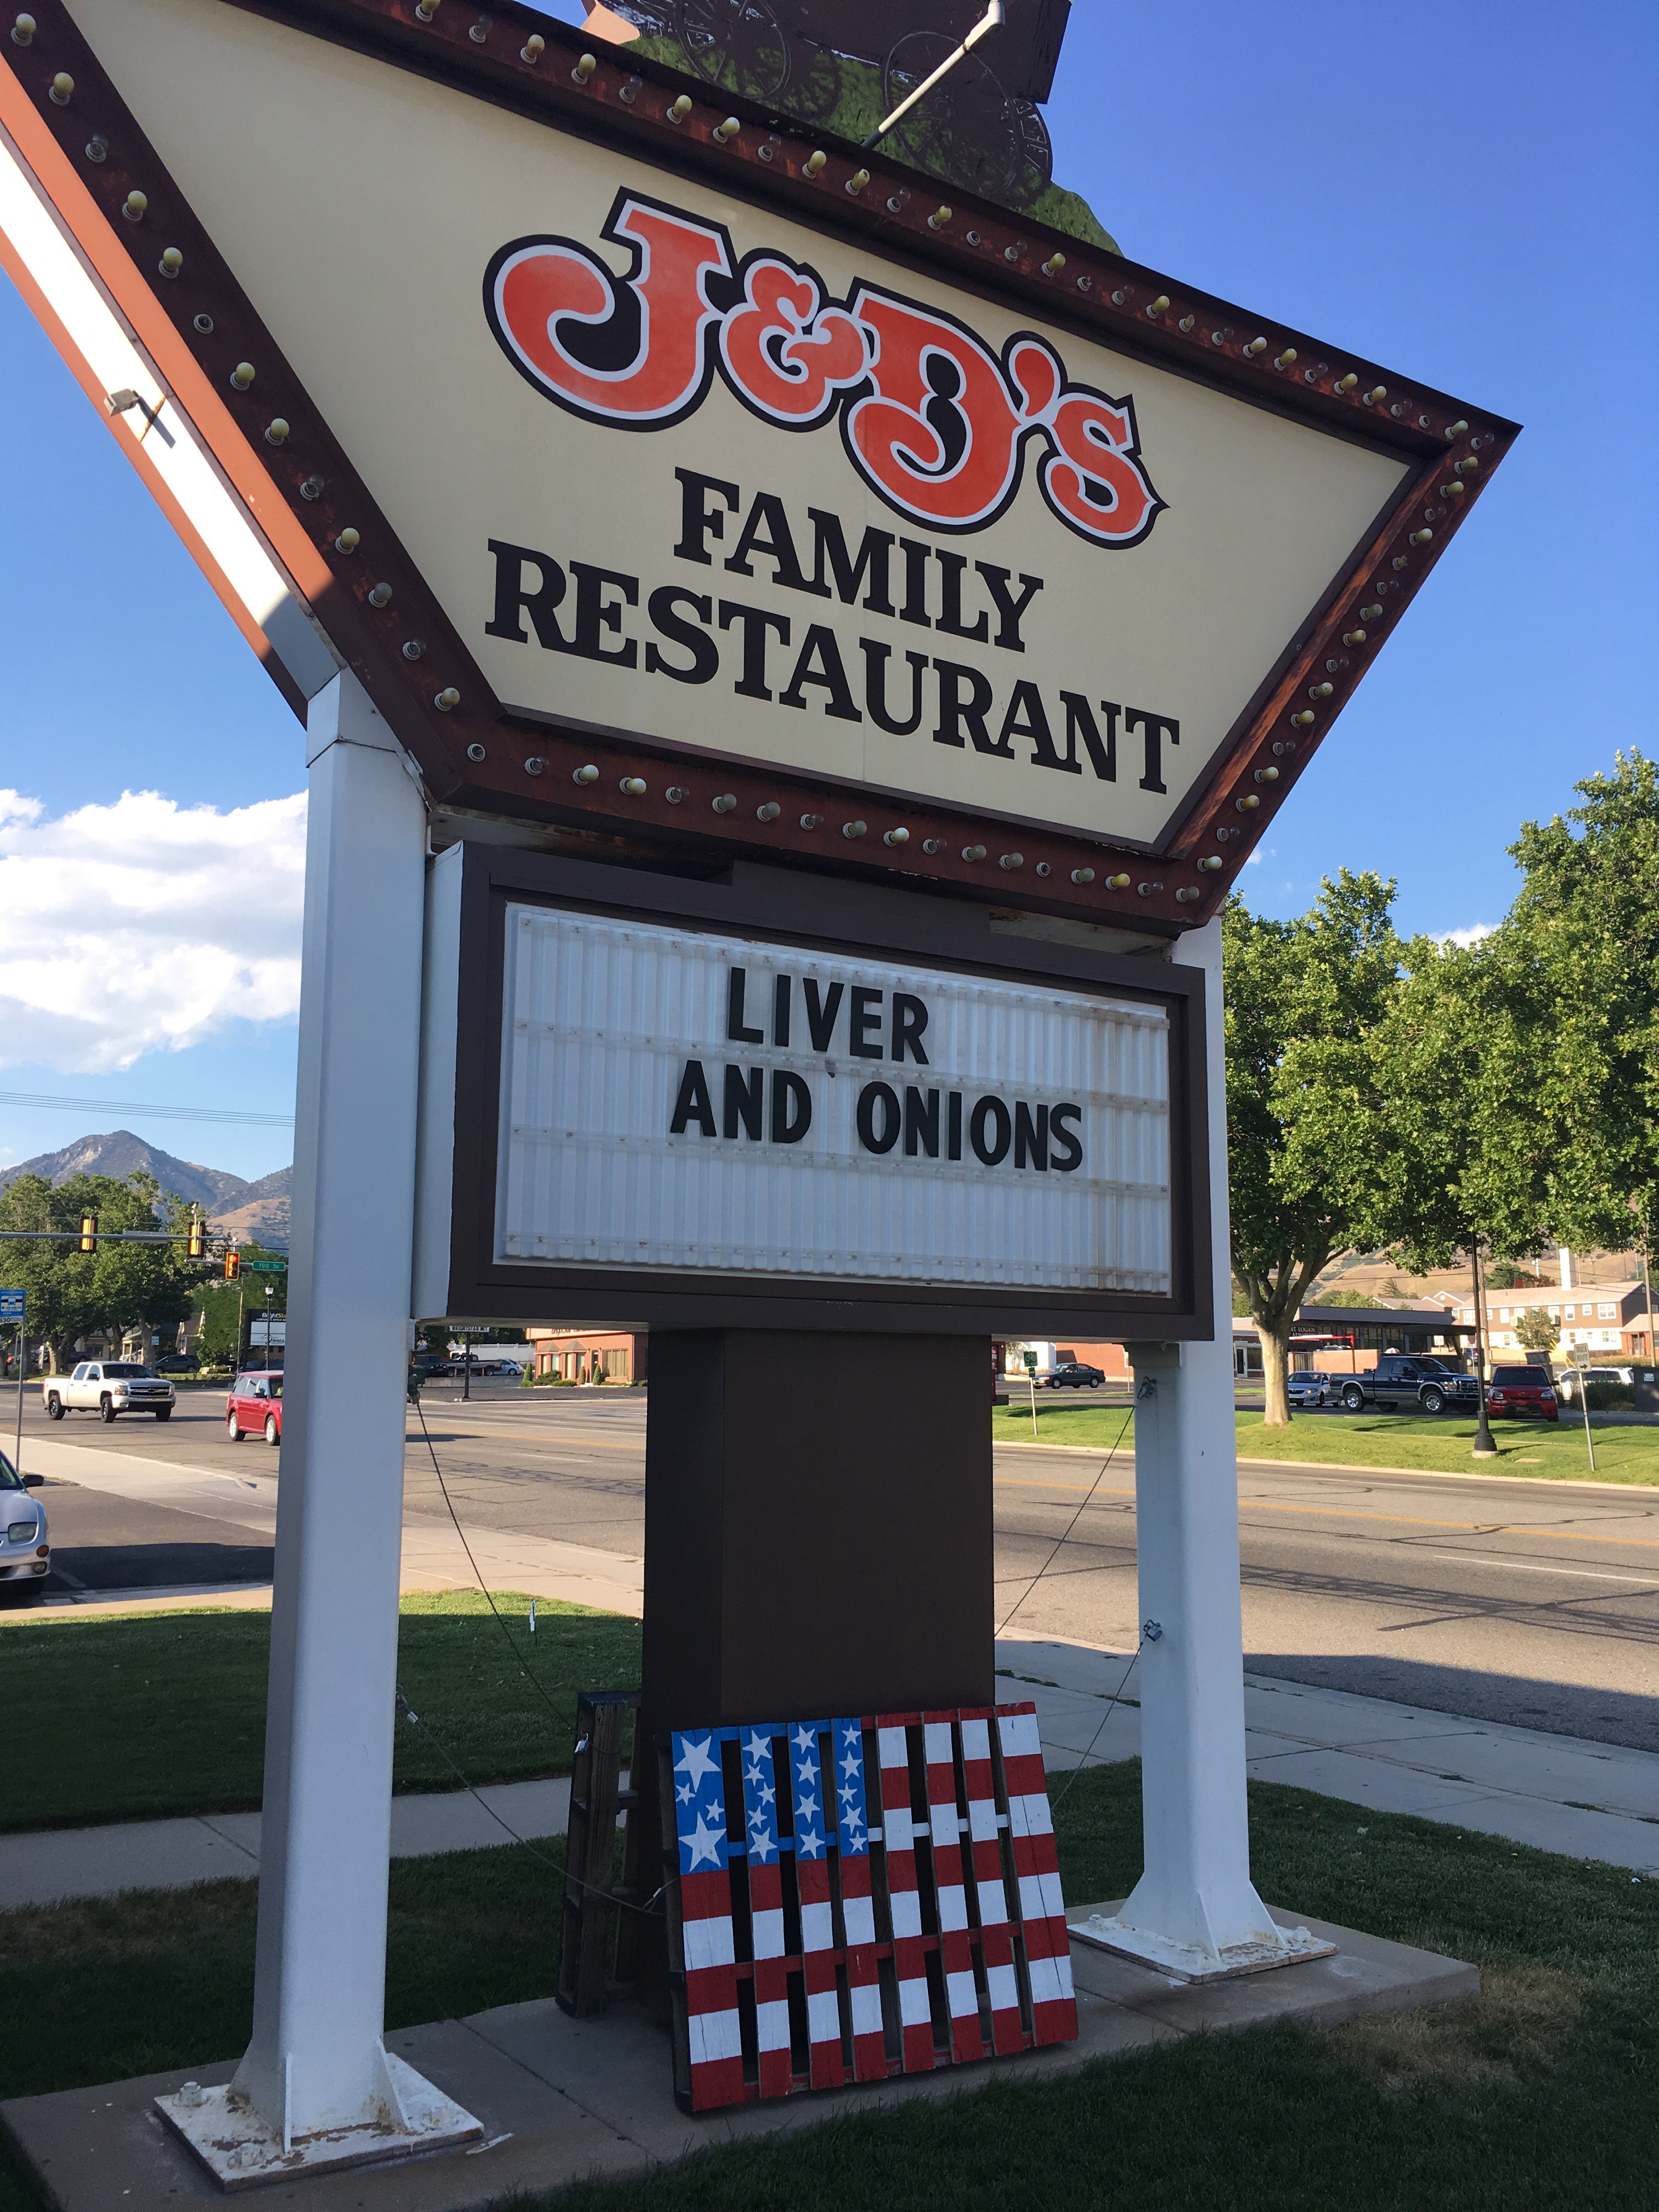 J&D's
FAMILY
RESTAURANT
LIVER
AND ONIONS